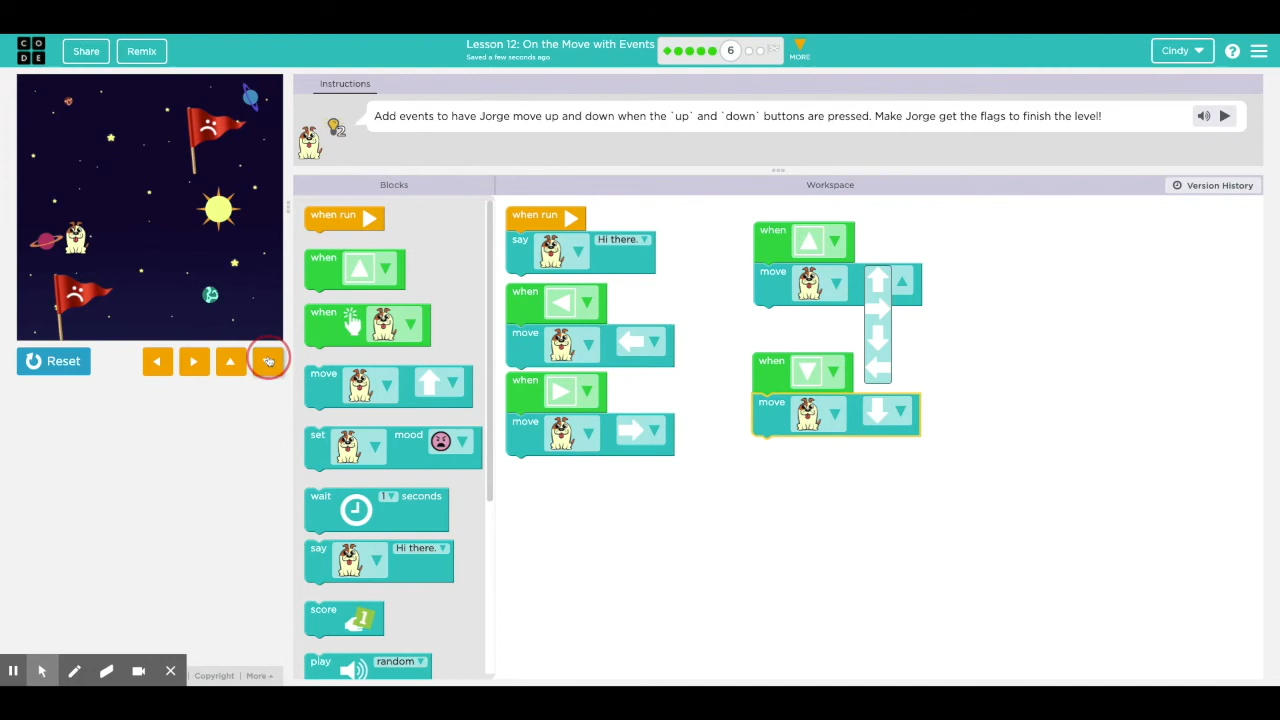 CODE
Share
Remix
Lesson 12: On the Move with Events
Saved a few seconds ago
6
MORE
Cindy
Instructions
2
Add events to have Jorge move up and down when the `up` and `down` buttons are pressed. Make Jorge get the flags to finish the level!
Blocks
Workspace
Version History
when run
when
when
move
set mood
wait 1 seconds
say Hi there.
score 1
play random
when run
say Hi there.
when
move
when
move
when
move
when
move
Reset
Copyright
More